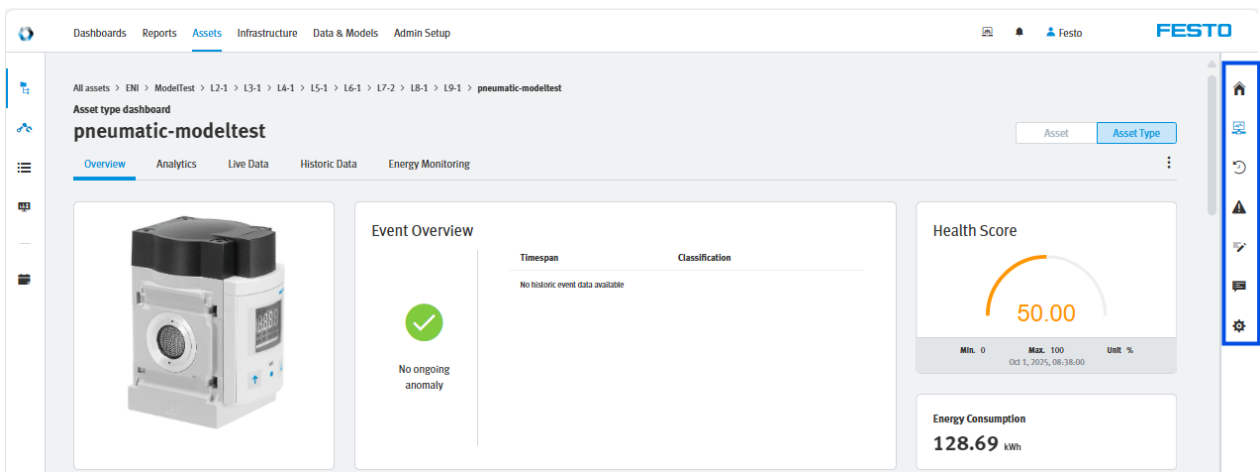 Dashboards Reports Assets Infrastructure Data & Models Admin Setup Festo FESTO
All assets > ENI > ModelTest > L2-1 > L3-1 > L4-1 > L5-1 > L6-1 > L7-2 > L8-1 > L9-1 > pneumatic-modeltest
Asset type dashboard
pneumatic-modeltest
Asset Asset Type
Overview Analytics Live Data Historic Data Energy Monitoring
Event Overview
Timespan Classification
No historic event data available
No ongoing
anomaly
Health Score
50.00
Min. 0 Max. 100 Unit %
Oct 1, 2025, 08:38:00
Energy Consumption
128.69 kWh